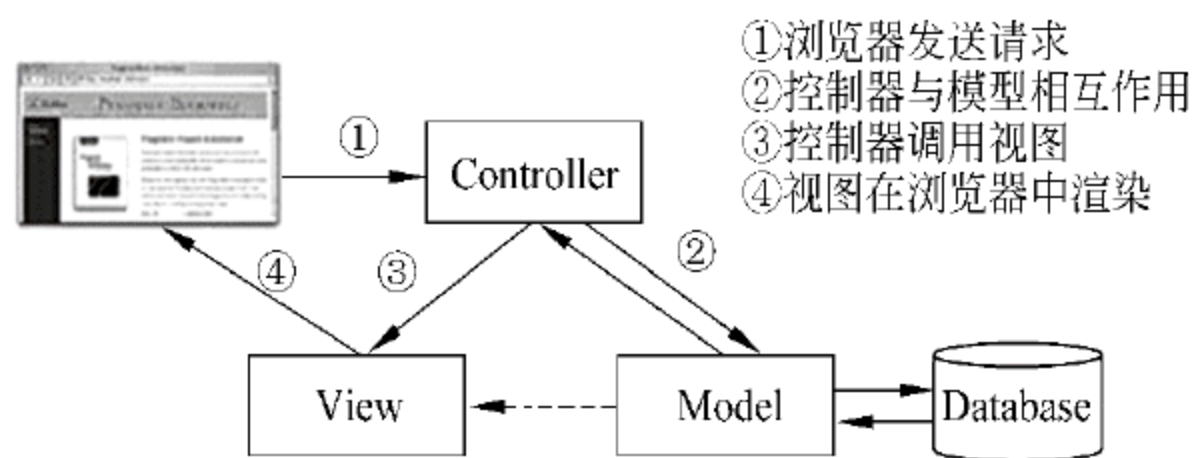 ①浏览器发送请求
②控制器与模型相互作用
③控制器调用视图
④视图在浏览器中渲染
①
Controller
④
③
②
View
Model
Database